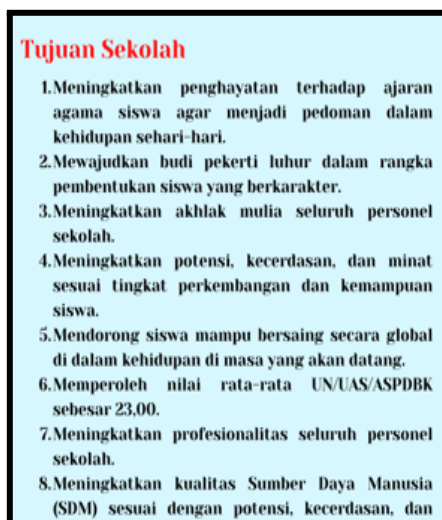 Tujuan Sekolah
1. Meningkatkan penghayatan terhadap ajaran
agama siswa agar menjadi pedoman dalam
kehidupan sehari-hari.
2. Mewajudkan budi pekerti luhur dalam rangka
pembentukan siswa yang berkarakter.
3. Meningkatkan akhlak mulia seluruh personel
sekolah.
4. Meningkatkan potensi, kecerdasan, dan minat
sesuai tingkat perkembangan dan kemampuan
siswa.
5. Mendorong siswa mampu bersaing secara global
di dalam kehidupan di masa yang akan datang.
6. Memperoleh nilai rata-rata UN/UAS/ASPDBK
sebesar 23,00.
7. Meningkatkan profesionalitas seluruh personel
sekolah.
8. Meningkatkan kualitas Sumber Daya Manusia
(SDM) sesuai dengan potensi, kecerdasan, dan